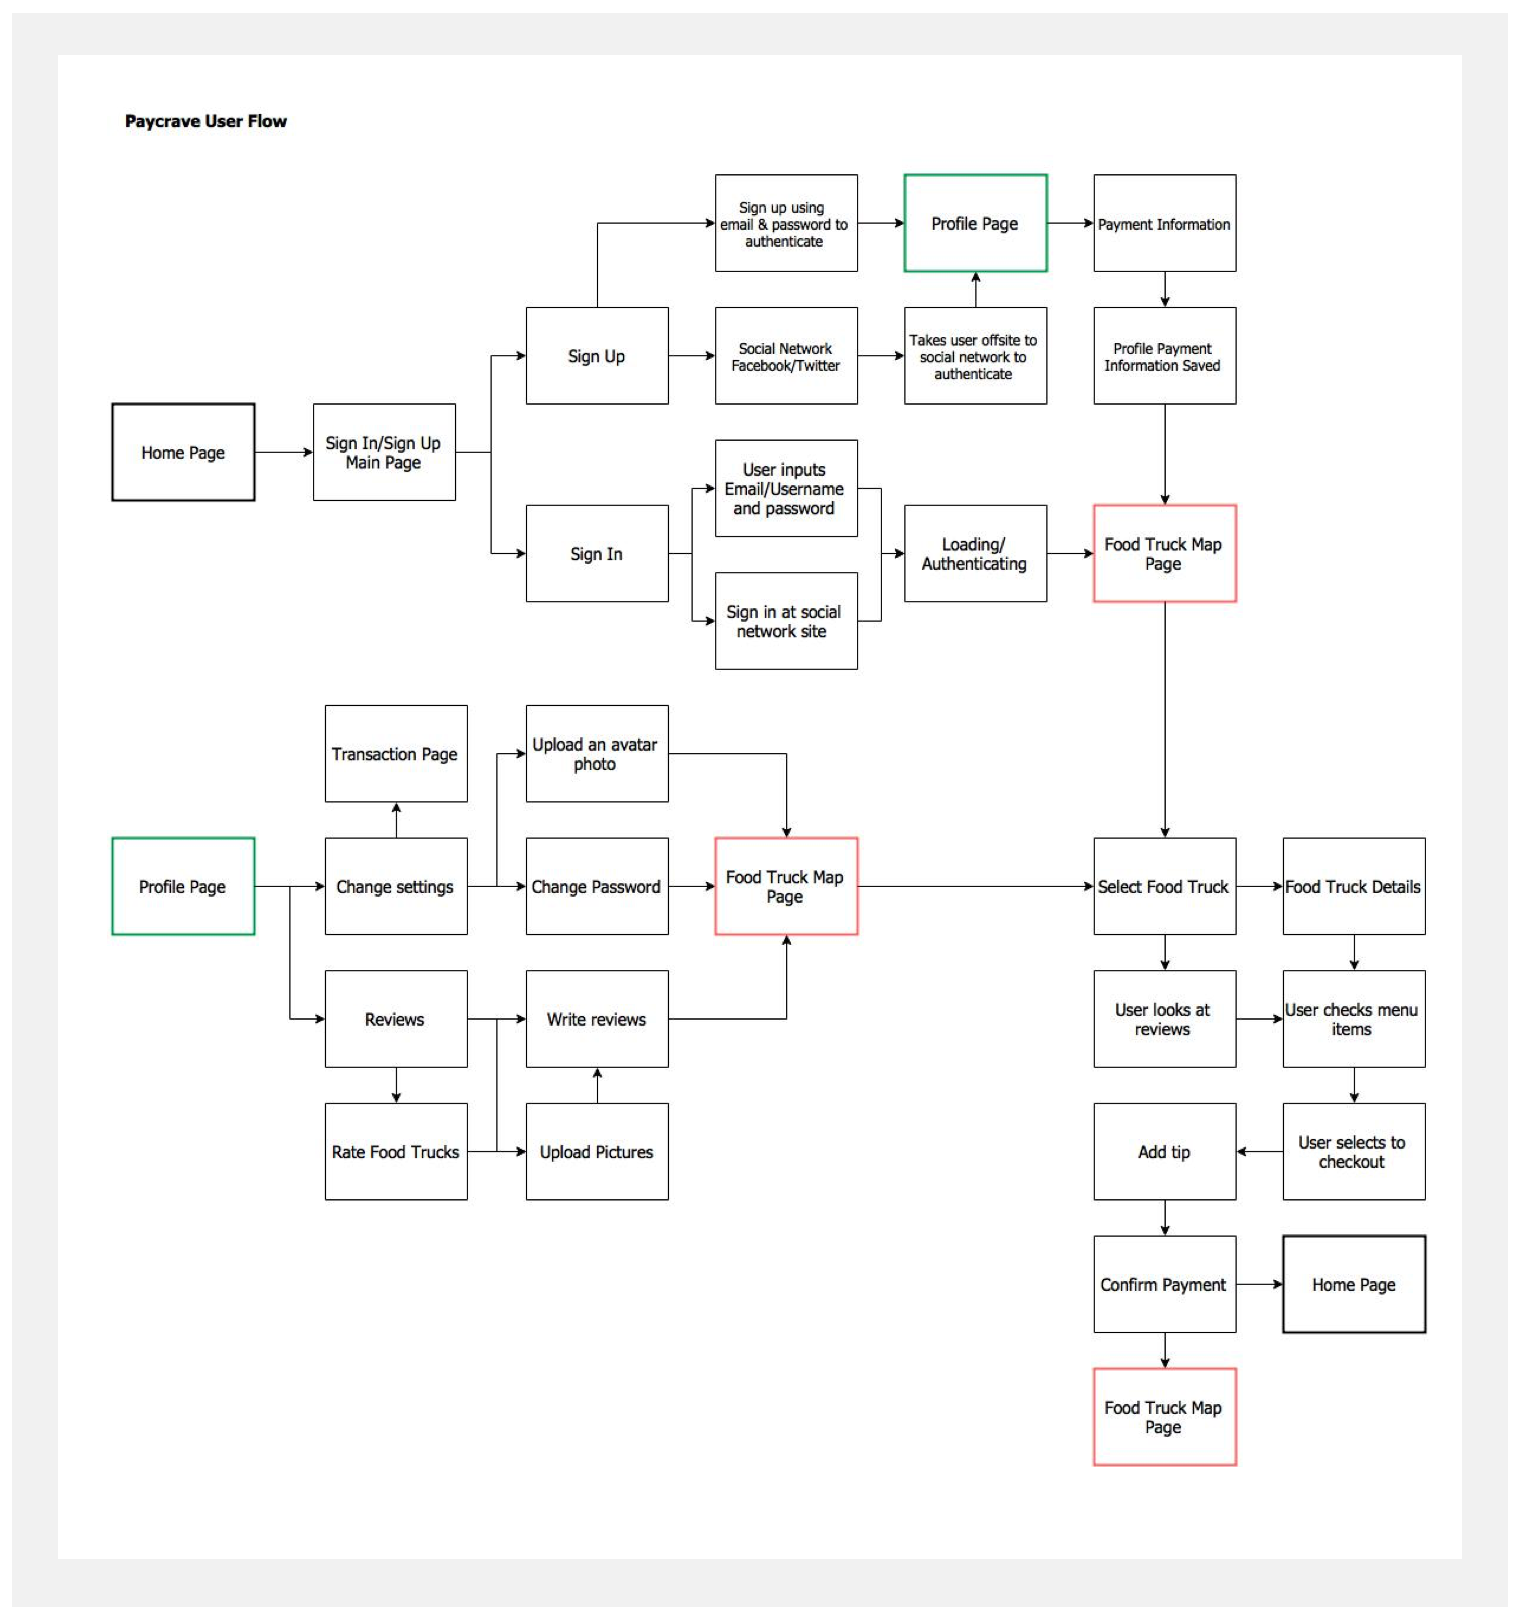 Paycrave User Flow
Sign up using
email & password to
authenticate
Profile Page
Payment Information
Sign Up
Social Network
Facebook/Twitter
Takes user offsite to
social network to
authenticate
Profile Payment
Information Saved
Home Page
Sign In/Sign Up
Main Page
User inputs
Email/Username
and password
Sign In
Loading/
Authenticating
Food Truck Map
Page
Sign in at social
network site
Transaction Page
Upload an avatar
photo
Profile Page
Change settings
Change Password
Food Truck Map
Page
Select Food Truck
Food Truck Details
Reviews
Write reviews
User looks at
reviews
User checks menu
items
Rate Food Trucks
Upload Pictures
Add tip
User selects to
checkout
Confirm Payment
Home Page
Food Truck Map
Page